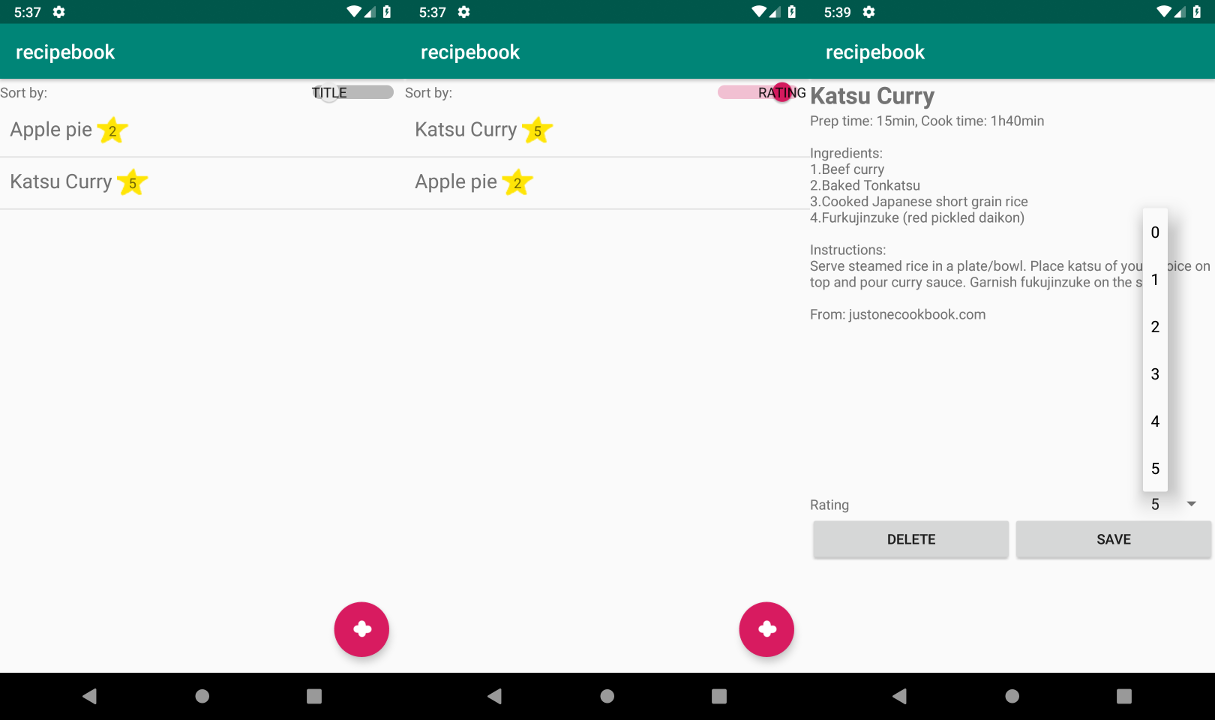 5:37
recipebook
Sort by: TITLE
Apple pie 2
Katsu Curry 5
5:37
recipebook
Sort by: RATING
Katsu Curry 5
Apple pie 2
5:39
recipebook
Katsu Curry
Prep time: 15min, Cook time: 1h40min
Ingredients:
1.Beef curry
2.Baked Tonkatsu
3.Cooked Japanese short grain rice
4.Furkujinzuke (red pickled daikon)
Instructions:
Serve steamed rice in a plate/bowl. Place katsu of you oice on
top and pour curry sauce. Garnish fukujinzuke on the s
From: justonecookbook.com
0
1
2
3
4
5
Rating 5
DELETE SAVE